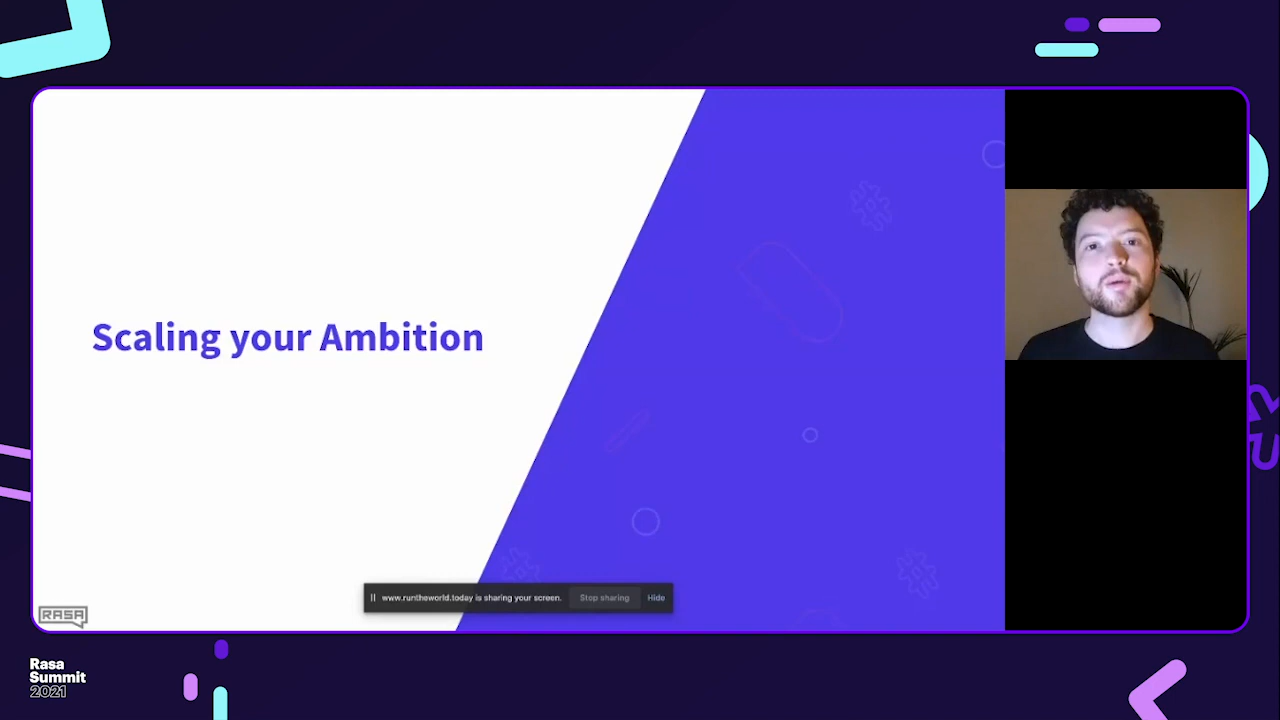 Scaling your Ambition
www.runtheworld.today is sharing your screen. Stop sharing Hide
RASA
Rasa
Summit
2021